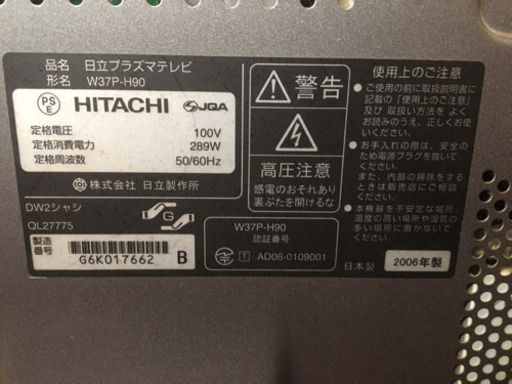 品名 日立プラズマテレビ
形名 W37P-H90
PS
E
HITACHI
JQA
定格電圧 100V
定格消費電力 289W
定格周波数 50/60Hz
株式会社 日立製作所
DW2シャシ
QL27775
G
製造
番号
G6K017662 B
警告
高圧注意
感電のおそれあり
裏ぶたを開けるな
W37P-H90
認証番号
T AD06-0109001
使用上のご注意
●ご使用の前に取扱説明書に
記載の「使用上のご注意」
及び 取扱い方法を よく
お読みのうえ、正しくご使
用ください。
●お手入れの際は、安全の
ため電源プラグを抜いて
ください。
また、内部の掃除をする
ときは販売店にご相談
ください。
●本機器を不安定な場所、
湿度の高い場所や湿気の
多い場所に置かないで
ください。
日本製 2006年製